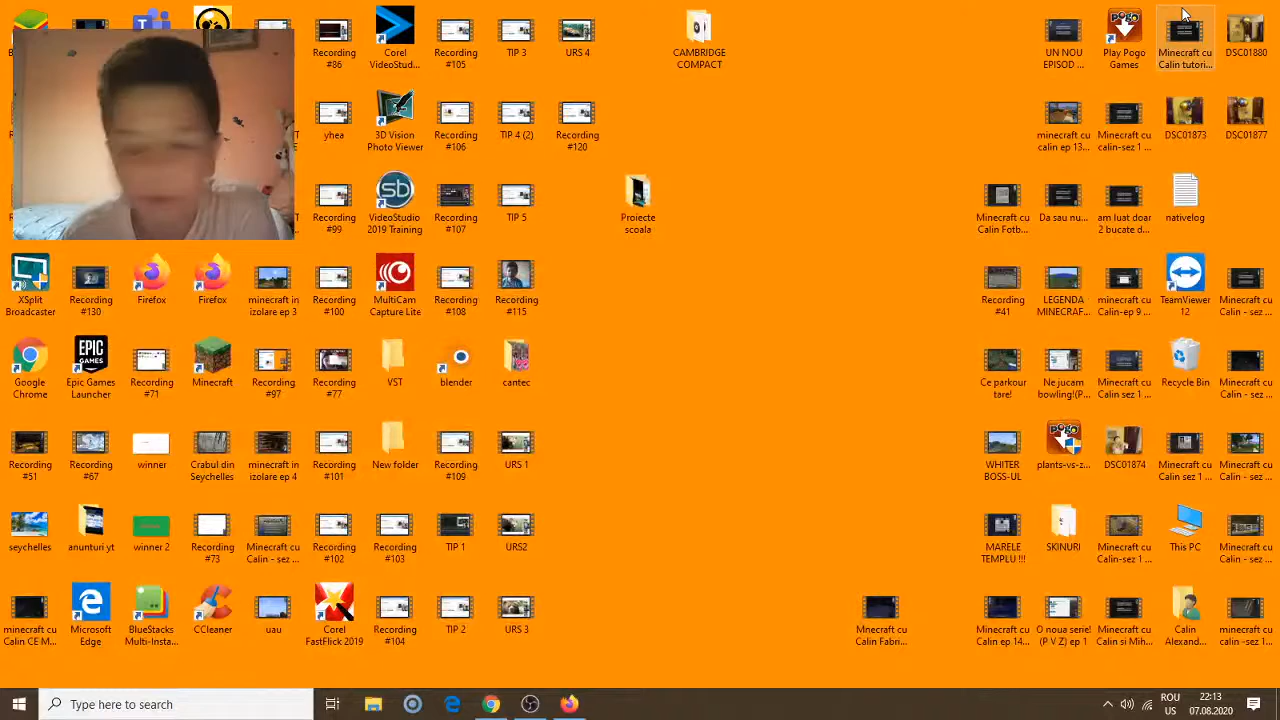 Recording
#86
Corel
VideoStud...
Recording
#105
TIP 3
URS 4
CAMBRIDGE
COMPACT
UN NOU
EPISOD ...
Play Pogo
Games
Minecraft cu
Calin tutori...
DSC01880
yhea
3D Vision
Photo Viewer
Recording
#106
TIP 4 (2)
Recording
#120
minecraft cu
calin ep 13...
Minecraft cu
calin-sez 1 ...
DSC01873
DSC01877
Recording
#99
VideoStudio
2019 Training
Recording
#107
TIP 5
Proiecte
scoala
Minecraft cu
Calin Fotb...
Da sau nu...
am luat doar
2 bucate d...
nativelog
XSplit
Broadcaster
Recording
#130
Firefox
Firefox
minecraft in
izolare ep 3
Recording
#100
MultiCam
Capture Lite
Recording
#108
Recording
#115
Recording
#41
LEGENDA
MINECRAF...
minecraft cu
Calin-ep 9 ...
TeamViewer
12
Minecraft cu
Calin - sez ...
Google
Chrome
EPIC
GAMES
Epic Games
Launcher
Recording
#71
Minecraft
Recording
#97
Recording
#77
VST
blender
cantec
Ce parkour
tare!
Ne jucam
bowling!(P...
Minecraft cu
Calin sez 1 ...
Recycle Bin
Minecraft cu
Calin - sez ...
Recording
#51
Recording
#67
winner
Crabul din
Seychelles
minecraft in
izolare ep 4
Recording
#101
New folder
Recording
#109
URS 1
WHITER
BOSS-UL
POGO
plants-vs-z...
DSC01874
Minecraft cu
Calin sez 1 ...
Minecraft cu
Calin - sez ...
seychelles
anunturi yt
winner 2
Recording
#73
Minecraft cu
Calin - sez ...
Recording
#102
Recording
#103
TIP 1
URS2
MARELE
TEMPLU !!!
SKINURI
Minecraft cu
Calin-sez 1 ...
This PC
Minecraft cu
Calin - sez ...
minecraft cu
Calin CE M...
Microsoft
Edge
BlueStacks
Multi-Insta...
CCleaner
uau
Corel
FastFlick 2019
Recording
#104
TIP 2
URS 3
Minecraft cu
Calin Fabri...
Minecraft cu
Calin ep 14...
O noua serie!
(P V Z) ep 1
Minecraft cu
Calin si Mih...
Calin
Alexand...
minecraft cu
calin -sez 1...
Type here to search
ROU
US
22:13
07.08.2020